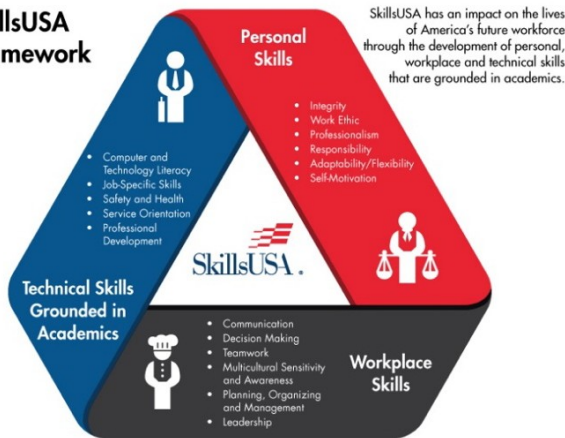 llsUSA
mework
SkillsUSA has an impact on the lives
of America's future workforce
through the development of personal,
workplace and technical skills
that are grounded in academics.
Personal
Skills
• Integrity
• Work Ethic
• Professionalism
• Responsibility
• Adaptability/Flexibility
• Self-Motivation
• Computer and
Technology Literacy
• Job-Specific Skills
• Safety and Health
• Service Orientation
• Professional
Development
SkillsUSA.
Technical Skills
Grounded in
Academics
• Communication
• Decision Making
• Teamwork
• Multicultural Sensitivity
and Awareness
• Planning, Organizing
and Management
• Leadership
Workplace
Skills